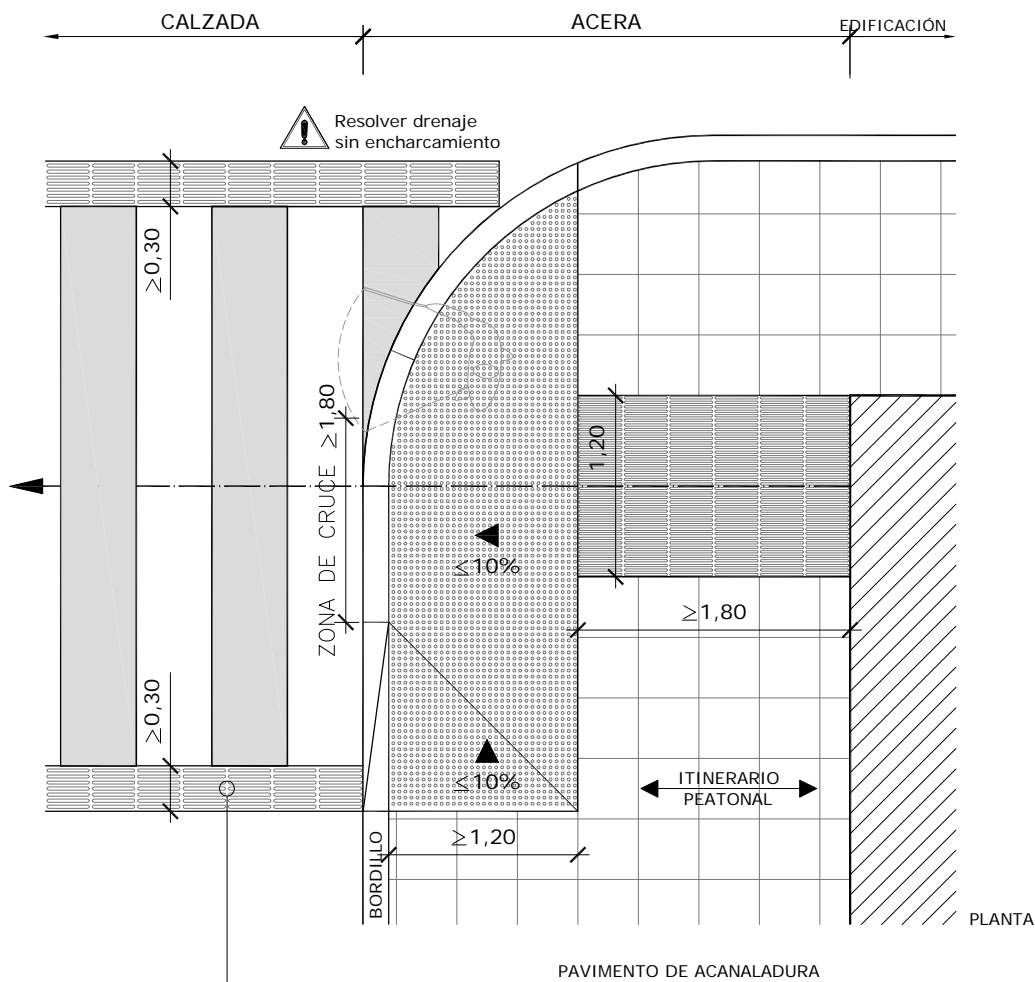 CALZADA
ACERA
EDIFICACIÓN
Resolver drenaje
sin encharcamiento
≥0,30
ZONA DE CRUCE ≥1,80
1,20
≤10%
≥1,80
≥0,30
≤10%
ITINERARIO
PEATONAL
≥1,20
BORDILLO
PLANTA
PAVIMENTO DE ACANALADURA